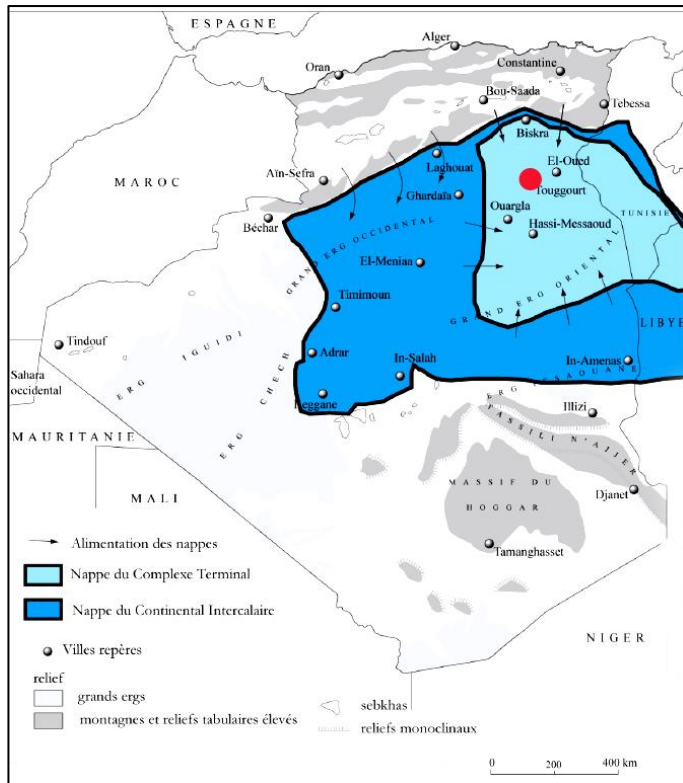 ESPAGNE
Alger
Oran
Constantine
Bou-Saada
Tebessa
Biskra
MAROC
Laghouat
El-Oued
Aïn-Sefra
Ghardaïa
Touggourt
Béchar
Ouargla
TUNISIE
GRAND ERG OCCIDENTAL
Hassi-Messaoud
El-Meniaa
GRAND ERG ORIENTAL
Timimoun
LIBYE
Tindouf
ERG IGUIDI
Adrar
In-Salah
In-Amenas
Sahara
occidental
ERG CHECH
Reggane
ERG ISSAOUANE
Illizi
MAURITANIE
TASSILI N'AJJER
MASSIF DU
HOGGAR
Djanet
MALI
Tamanghasset
Alimentation des nappes
Nappe du Complexe Terminal
Nappe du Continental Intercalaire
NIGER
Villes repères
relief
grands ergs
montagnes et reliefs tabulaires élevés
sebkhas
reliefs monoclinaux
0 200 400 km